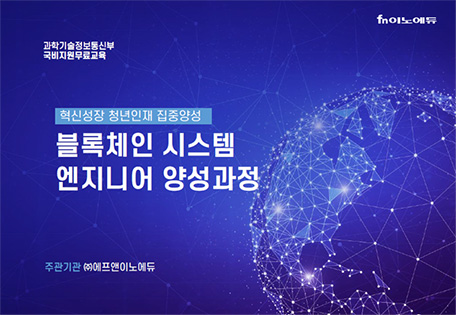 fn이노에듀
과학기술정보통신부
국비지원무료교육
혁신성장 청년인재 집중양성
블록체인 시스템
엔지니어 양성과정
주관기관 ㈜에프앤이노에듀